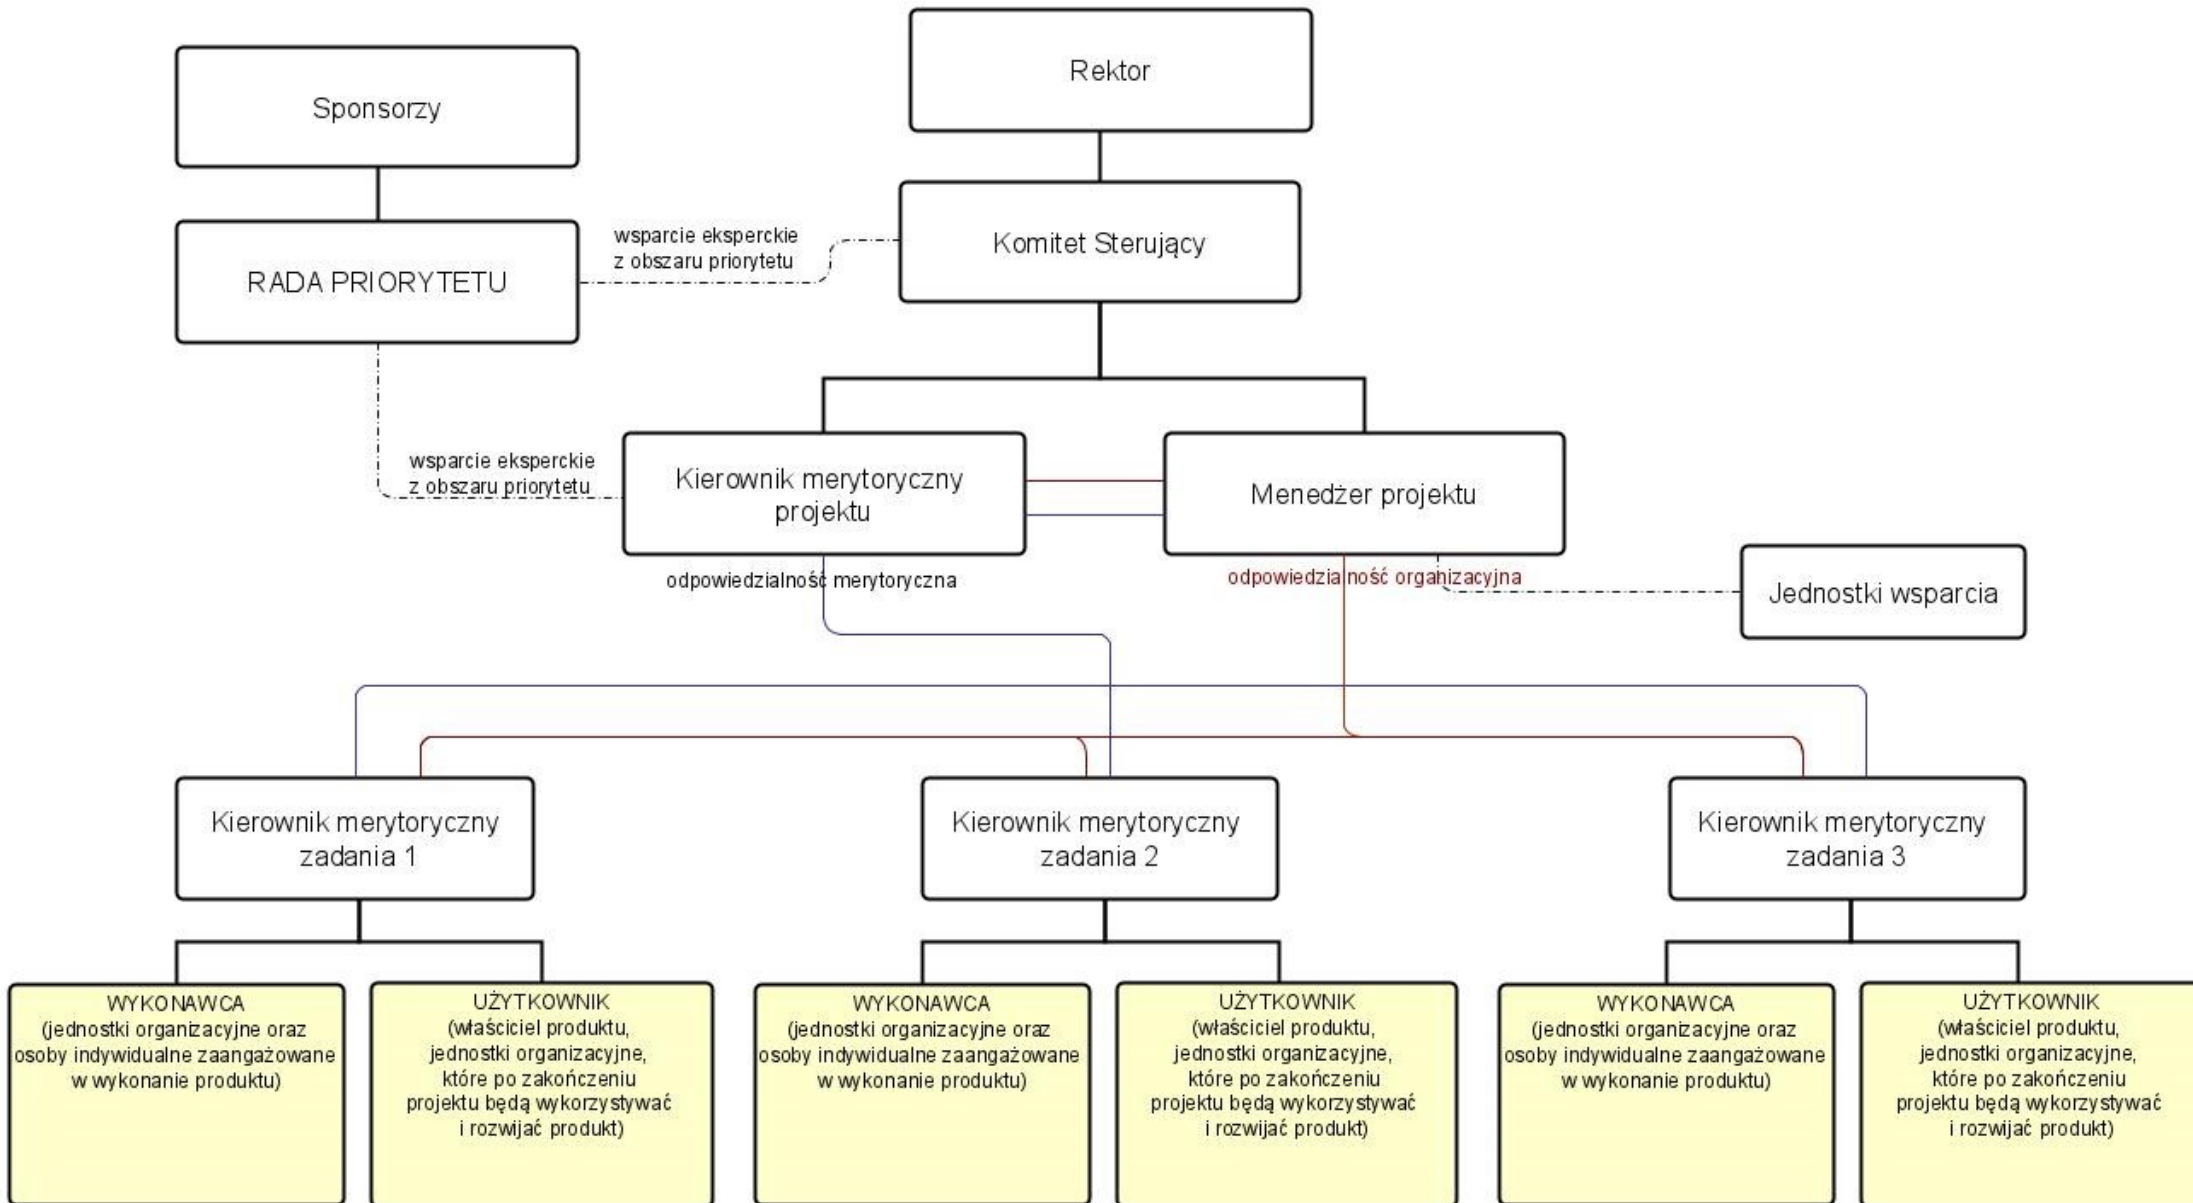 Rektor
Sponsorzy
Komitet Sterujący
wsparcie eksperckie
z obszaru priorytetu
RADA PRIORYTETU
wsparcie eksperckie
z obszaru priorytetu
Kierownik merytoryczny
projektu
Menedżer projektu
odpowiedzialność merytoryczna
odpowiedzialność organizacyjna
Jednostki wsparcia
Kierownik merytoryczny
zadania 1
Kierownik merytoryczny
zadania 2
Kierownik merytoryczny
zadania 3
WYKONAWCA
(jednostki organizacyjne oraz
osoby indywidualne zaangażowane
w wykonanie produktu)
UŻYTKOWNIK
(właściciel produktu,
jednostki organizacyjne,
które po zakończeniu
projektu będą wykorzystywać
i rozwijać produkt)
WYKONAWCA
(jednostki organizacyjne oraz
osoby indywidualne zaangażowane
w wykonanie produktu)
UŻYTKOWNIK
(właściciel produktu,
jednostki organizacyjne,
które po zakończeniu
projektu będą wykorzystywać
i rozwijać produkt)
WYKONAWCA
(jednostki organizacyjne oraz
osoby indywidualne zaangażowane
w wykonanie produktu)
UŻYTKOWNIK
(właściciel produktu,
jednostki organizacyjne,
które po zakończeniu
projektu będą wykorzystywać
i rozwijać produkt)